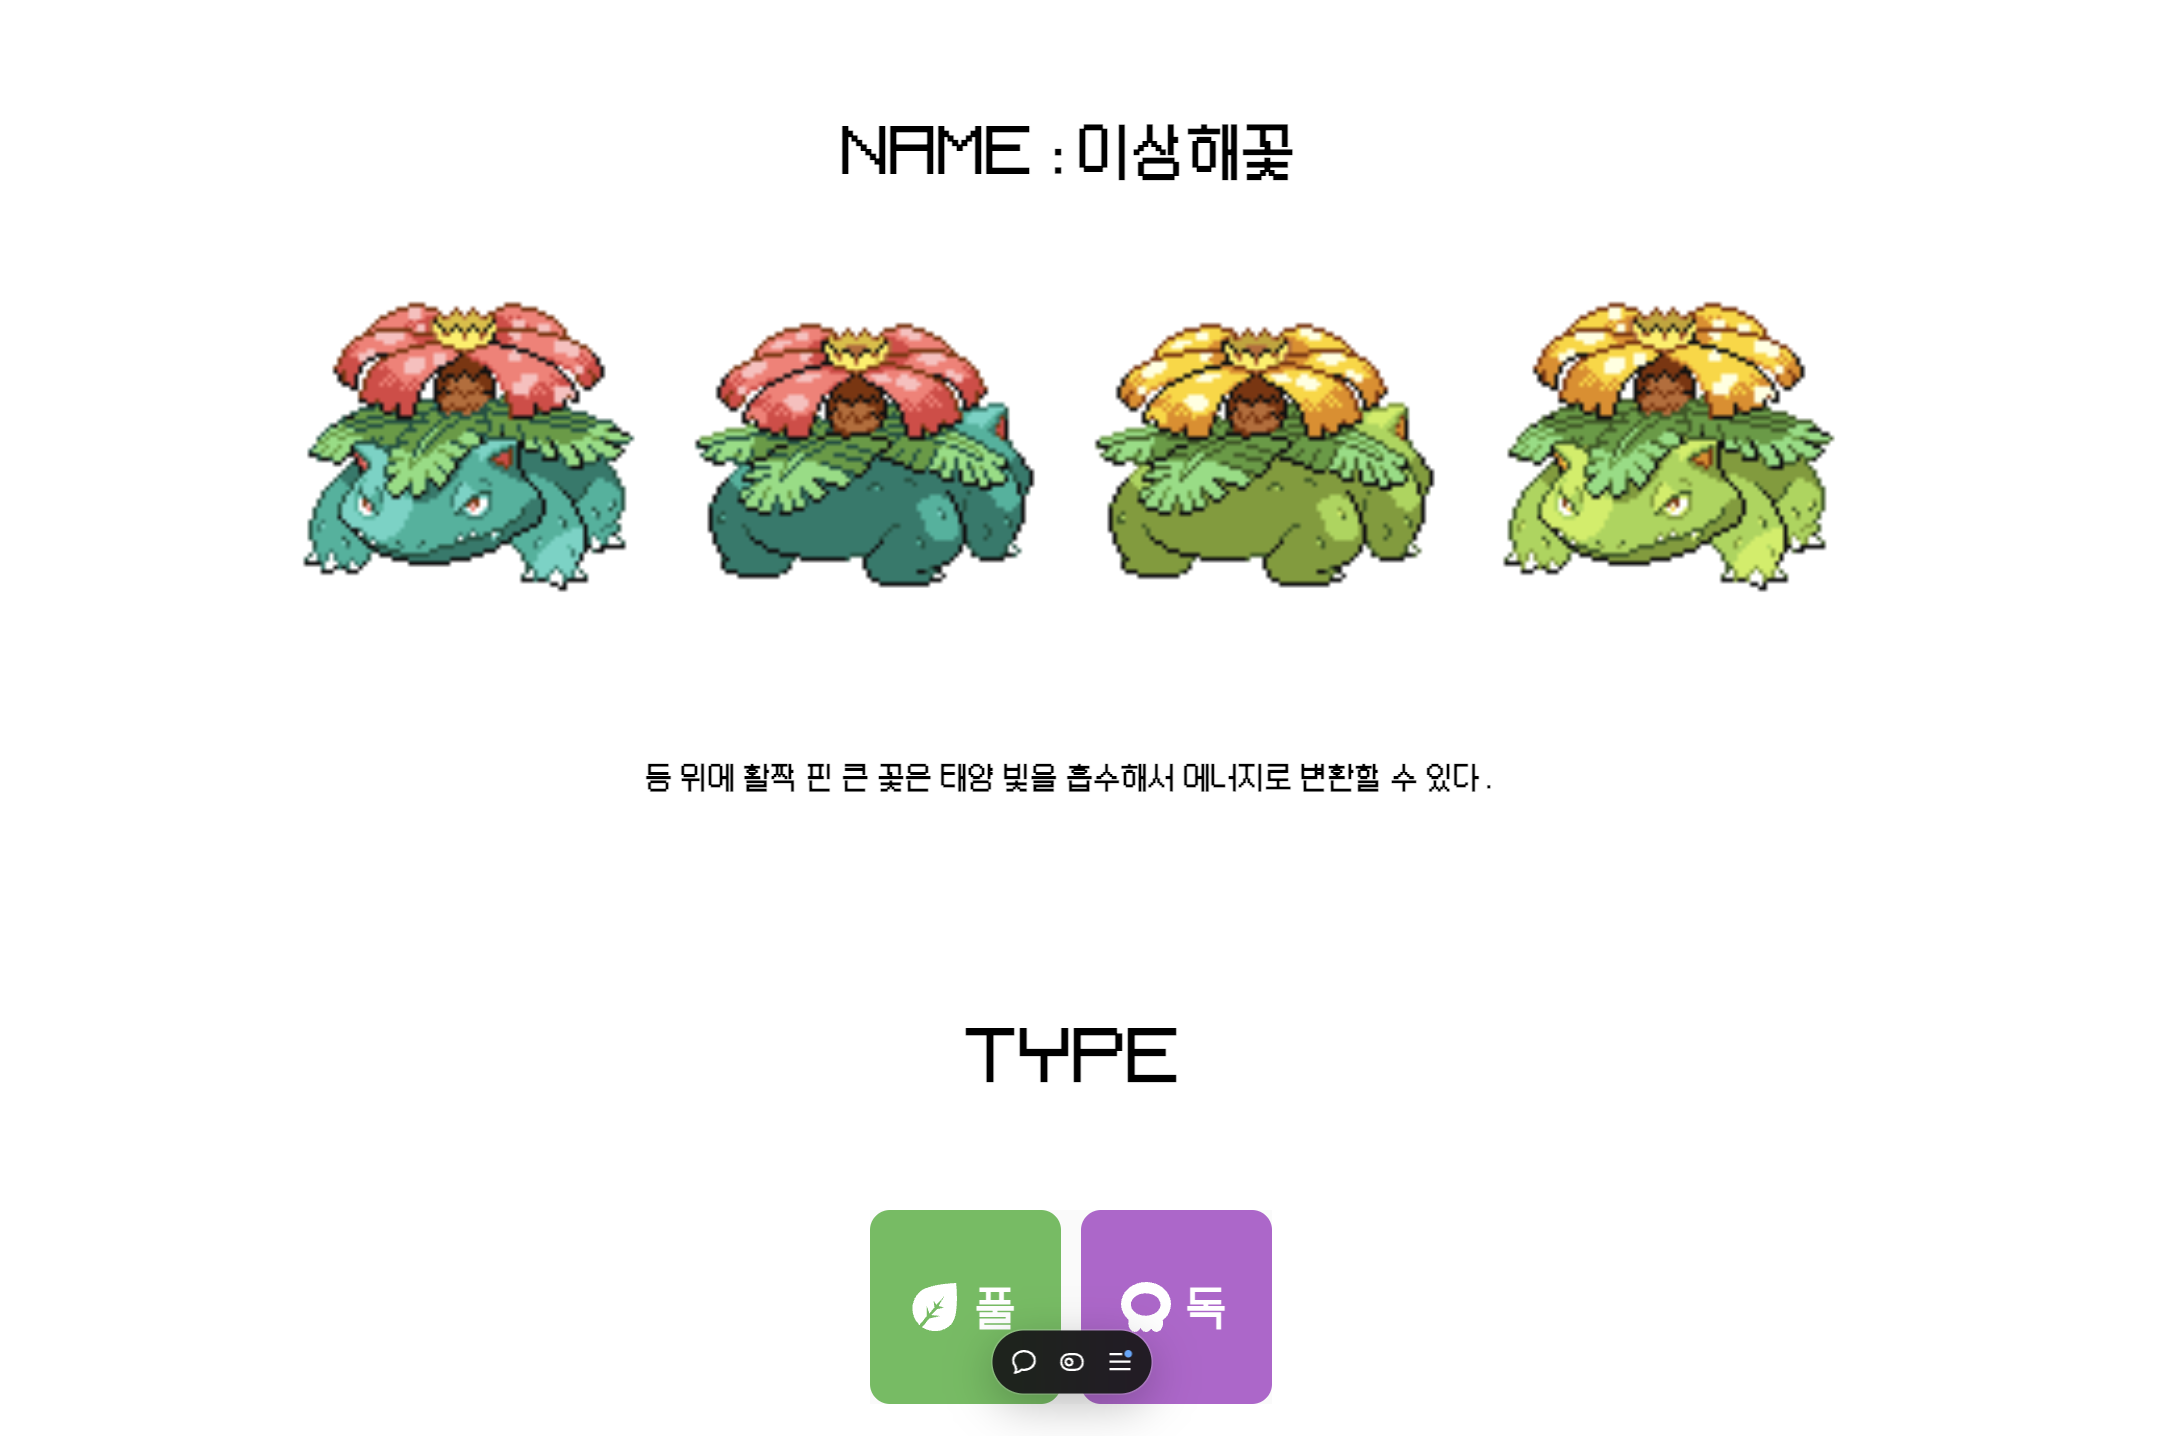 NAME : 이상해꽃
등 위에 활짝 핀 큰 꽃은 태양 빛을 흡수해서 에너지로 변환할 수 있다.
TYPE
풀
독